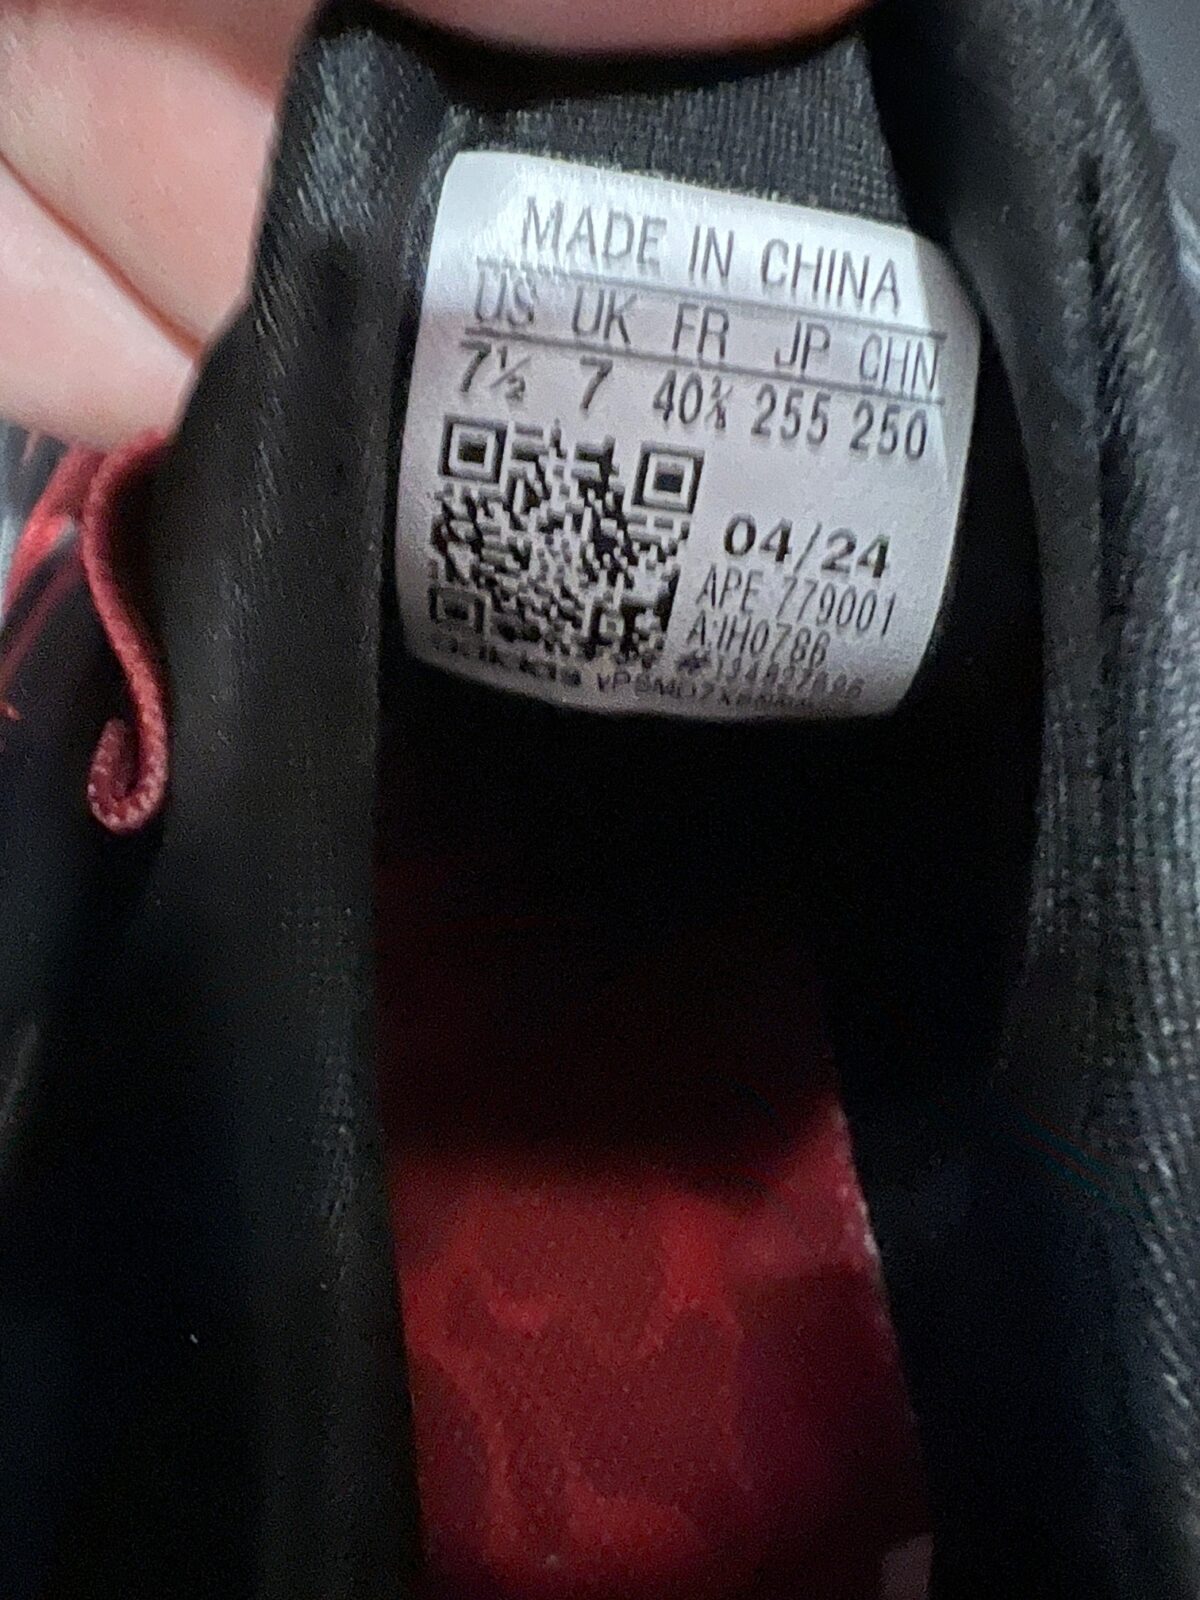 MADE IN CHINA
US UK FR JP CHN
7½ 7 40⅔ 255 250
04/24
APE 779001
A:IH0786